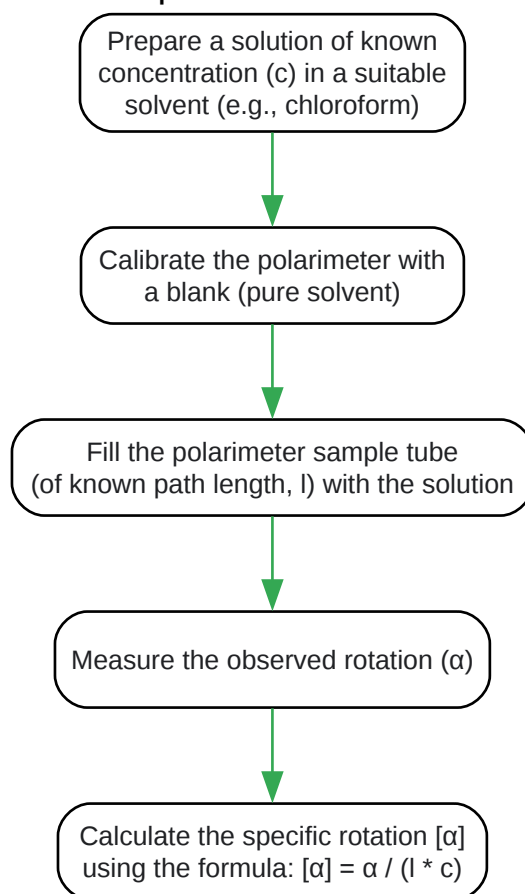 Prepare a solution of known
concentration (c) in a suitable
solvent (e.g., chloroform)
Calibrate the polarimeter with
a blank (pure solvent)
Fill the polarimeter sample tube
(of known path length, l) with the solution
Measure the observed rotation (α)
Calculate the specific rotation [α]
using the formula: [α] = α / (l * c)